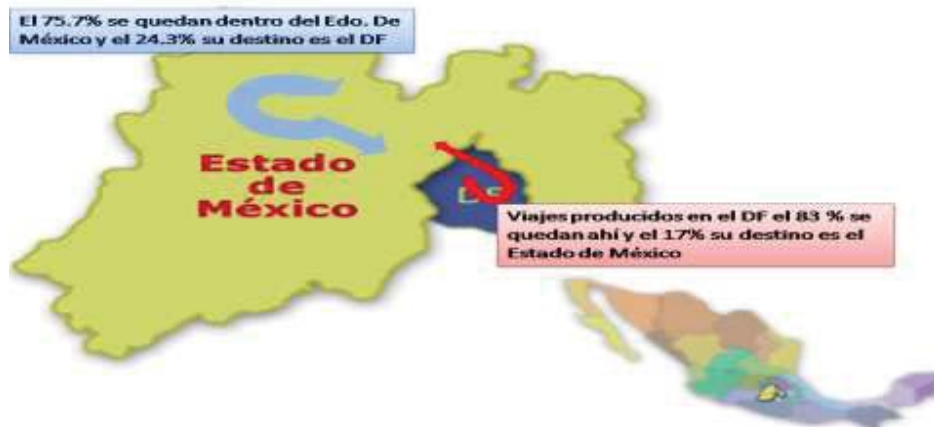 El 75.7% se quedan dentro del Edo. De
México y el 24.3% su destino es el DF
Estado
de
México
Viajes producidos en el DF el 83 % se
quedan ahí y el 17% su destino es el
Estado de México